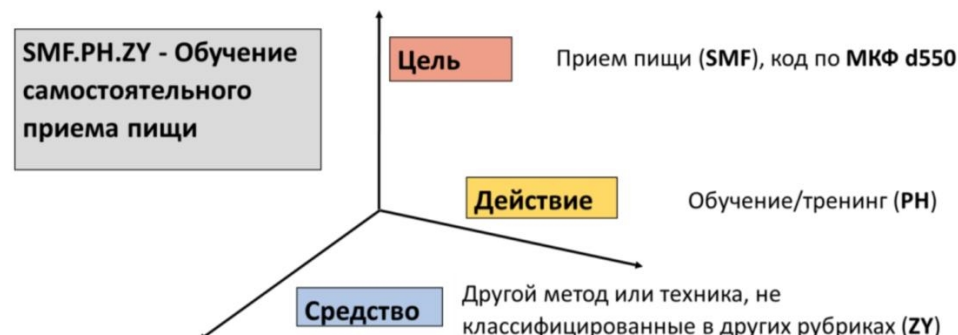 SMF.PH.ZY - Обучение
самостоятельного
приема пищи
Цель
Прием пищи (SMF), код по МКФ d550
Действие
Обучение/тренинг (PH)
Средство
Другой метод или техника, не
классифицированные в других рубриках (ZY)